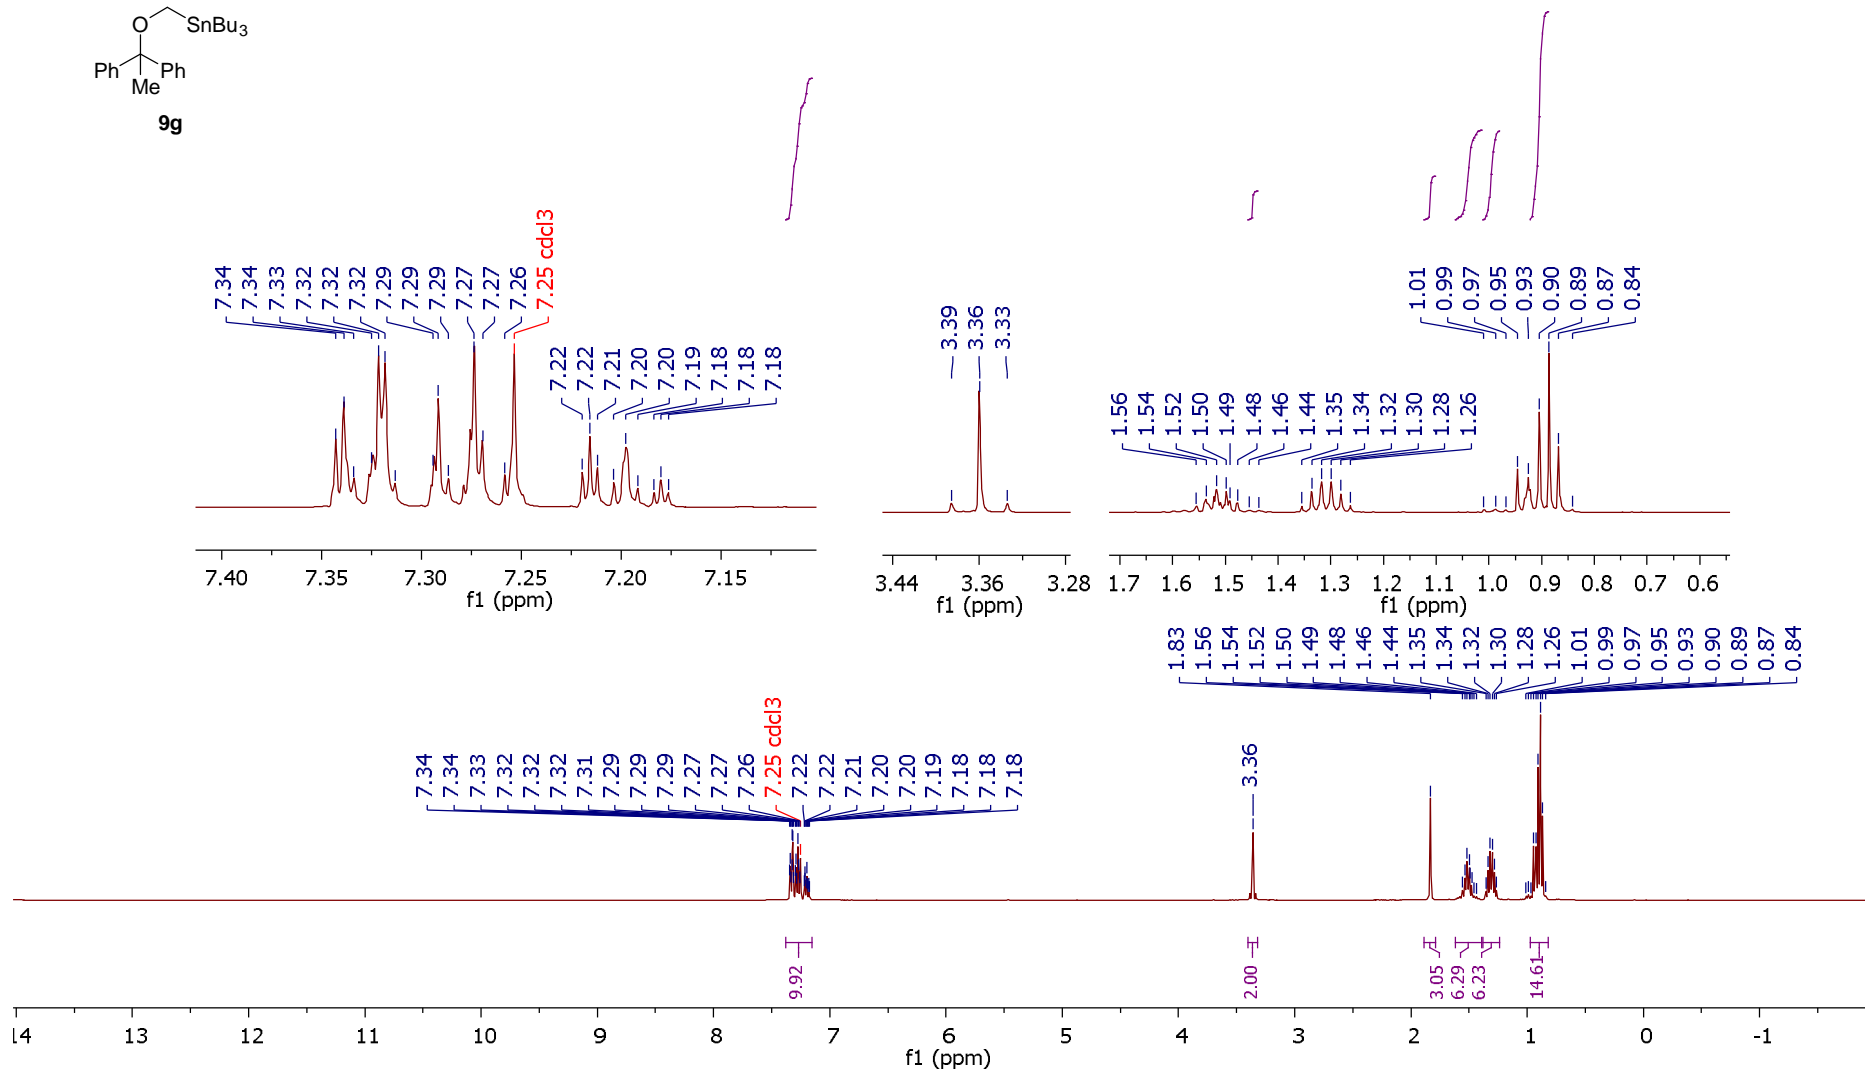 O SnBu3
Ph Ph
Me
9g
7.34 7.34 7.33 7.32 7.32 7.32 7.29 7.29 7.29 7.27 7.27 7.26 7.25 cdcl3
7.22 7.22 7.21 7.20 7.20 7.19 7.18 7.18 7.18
3.39 3.36 3.33
1.56 1.54 1.52 1.50 1.49 1.48 1.46 1.44 1.35 1.34 1.32 1.30 1.28 1.26
1.01 0.99 0.97 0.95 0.93 0.90 0.89 0.87 0.84
7.40 7.35 7.30 7.25 7.20 7.15
f1 (ppm)
3.44 3.36 3.28
f1 (ppm)
1.7 1.6 1.5 1.4 1.3 1.2 1.1 1.0 0.9 0.8 0.7 0.6
f1 (ppm)
7.34 7.34 7.33 7.32 7.32 7.32 7.31 7.29 7.29 7.29 7.27 7.27 7.26 7.25 cdcl3 7.22 7.22 7.21 7.20 7.20 7.19 7.18 7.18 7.18
3.36
1.83 1.56 1.54 1.52 1.50 1.49 1.48 1.46 1.44 1.35 1.34 1.32 1.30 1.28 1.26 1.01 0.99 0.97 0.95 0.93 0.90 0.89 0.87 0.84
9.92 2.00 3.05 6.29 6.23 14.61
14 13 12 11 10 9 8 7 6 5 4 3 2 1 0 -1
f1 (ppm)